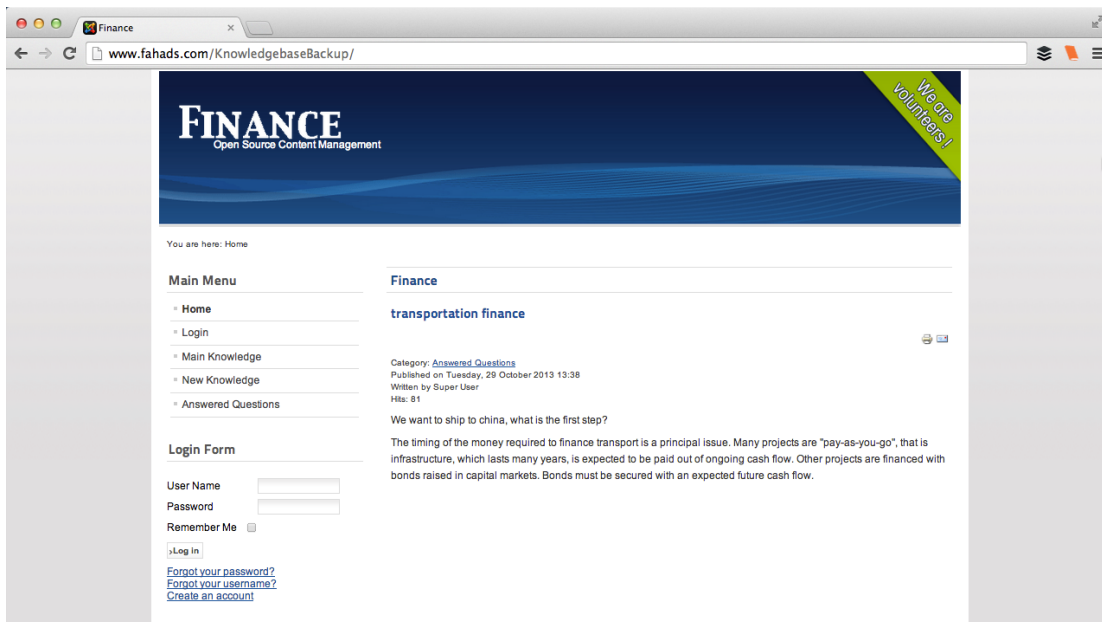 Finance
www.fahads.com/KnowledgebaseBackup/
FINANCE
Open Source Content Management
We are
volunteers!
You are here: Home
Main Menu
Home
Login
Main Knowledge
New Knowledge
Answered Questions
Login Form
User Name
Password
Remember Me
Log in
Forgot your password?
Forgot your username?
Create an account
Finance
transportation finance
Category: Answered Questions
Published on Tuesday, 29 October 2013 13:38
Written by Super User
Hits: 81
We want to ship to china, what is the first step?
The timing of the money required to finance transport is a principal issue. Many projects are "pay-as-you-go", that is
infrastructure, which lasts many years, is expected to be paid out of ongoing cash flow. Other projects are financed with
bonds raised in capital markets. Bonds must be secured with an expected future cash flow.